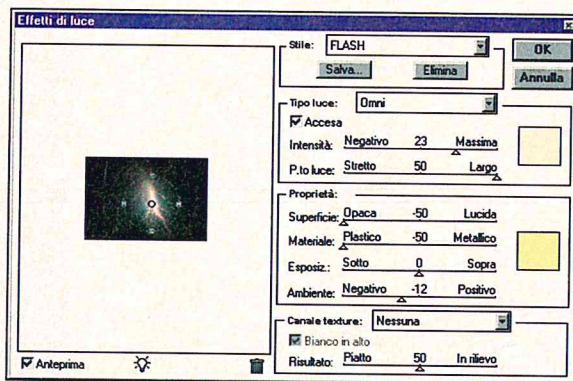 Effetti di luce
Stile: FLASH
Salva... Elimina
OK
Annulla
Tipo luce: Omni
Accesa
Intensità: Negativo 23 Massima
P.to luce: Stretto 50 Largo
Proprietà:
Superficie: Opaca -50 Lucida
Materiale: Plastico -50 Metallico
Esposiz.: Sotto 0 Sopra
Ambiente: Negativo -12 Positivo
Canale texture: Nessuna
Bianco in alto
Risultato: Piatto 50 In rilievo
Anteprima